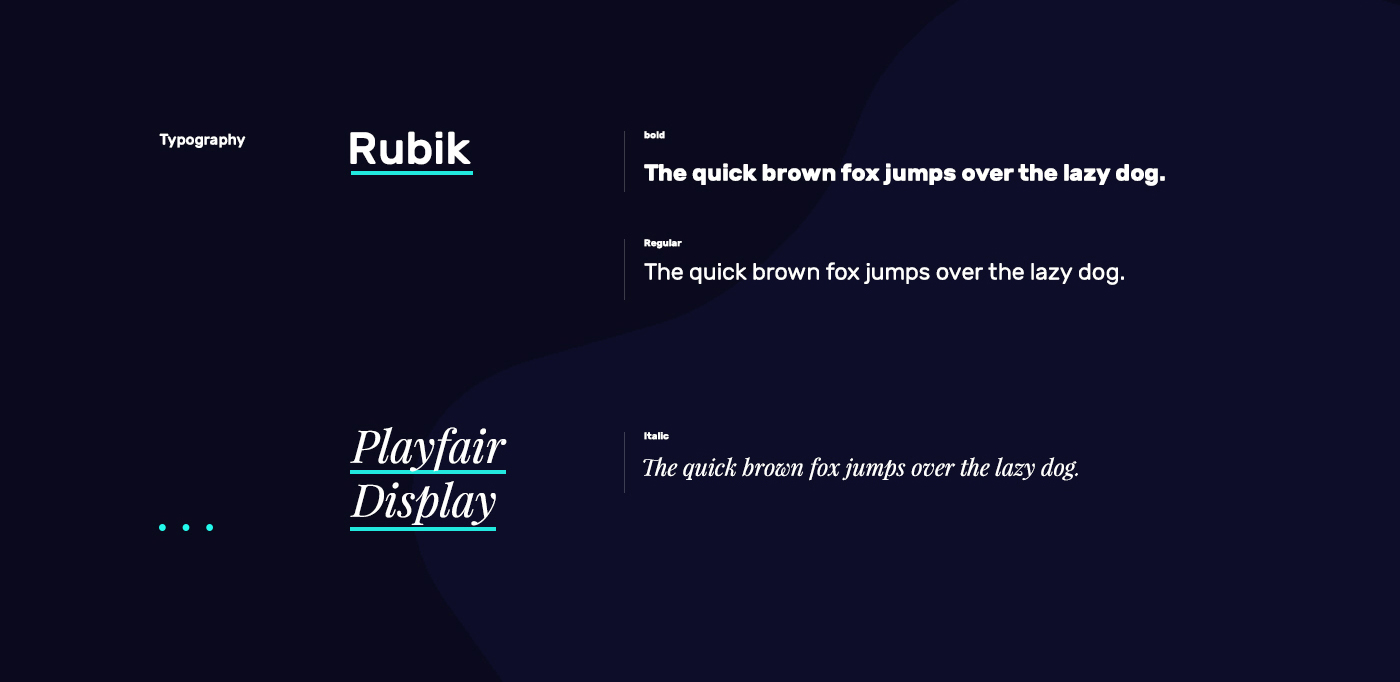 Typography
Rubik
bold
The quick brown fox jumps over the lazy dog.
Regular
The quick brown fox jumps over the lazy dog.
Playfair
Display
Italic
The quick brown fox jumps over the lazy dog.